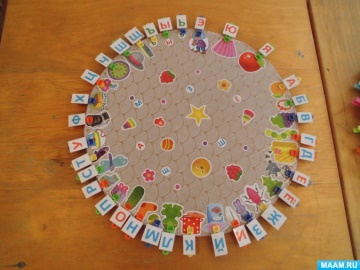 А Б В Г Д Е Ё Ж З И Й К Л М Н О П Р С Т У Ф Х Ц Ч Ш Щ Ъ Ы Ь Э Ю Я
MAAM.RU